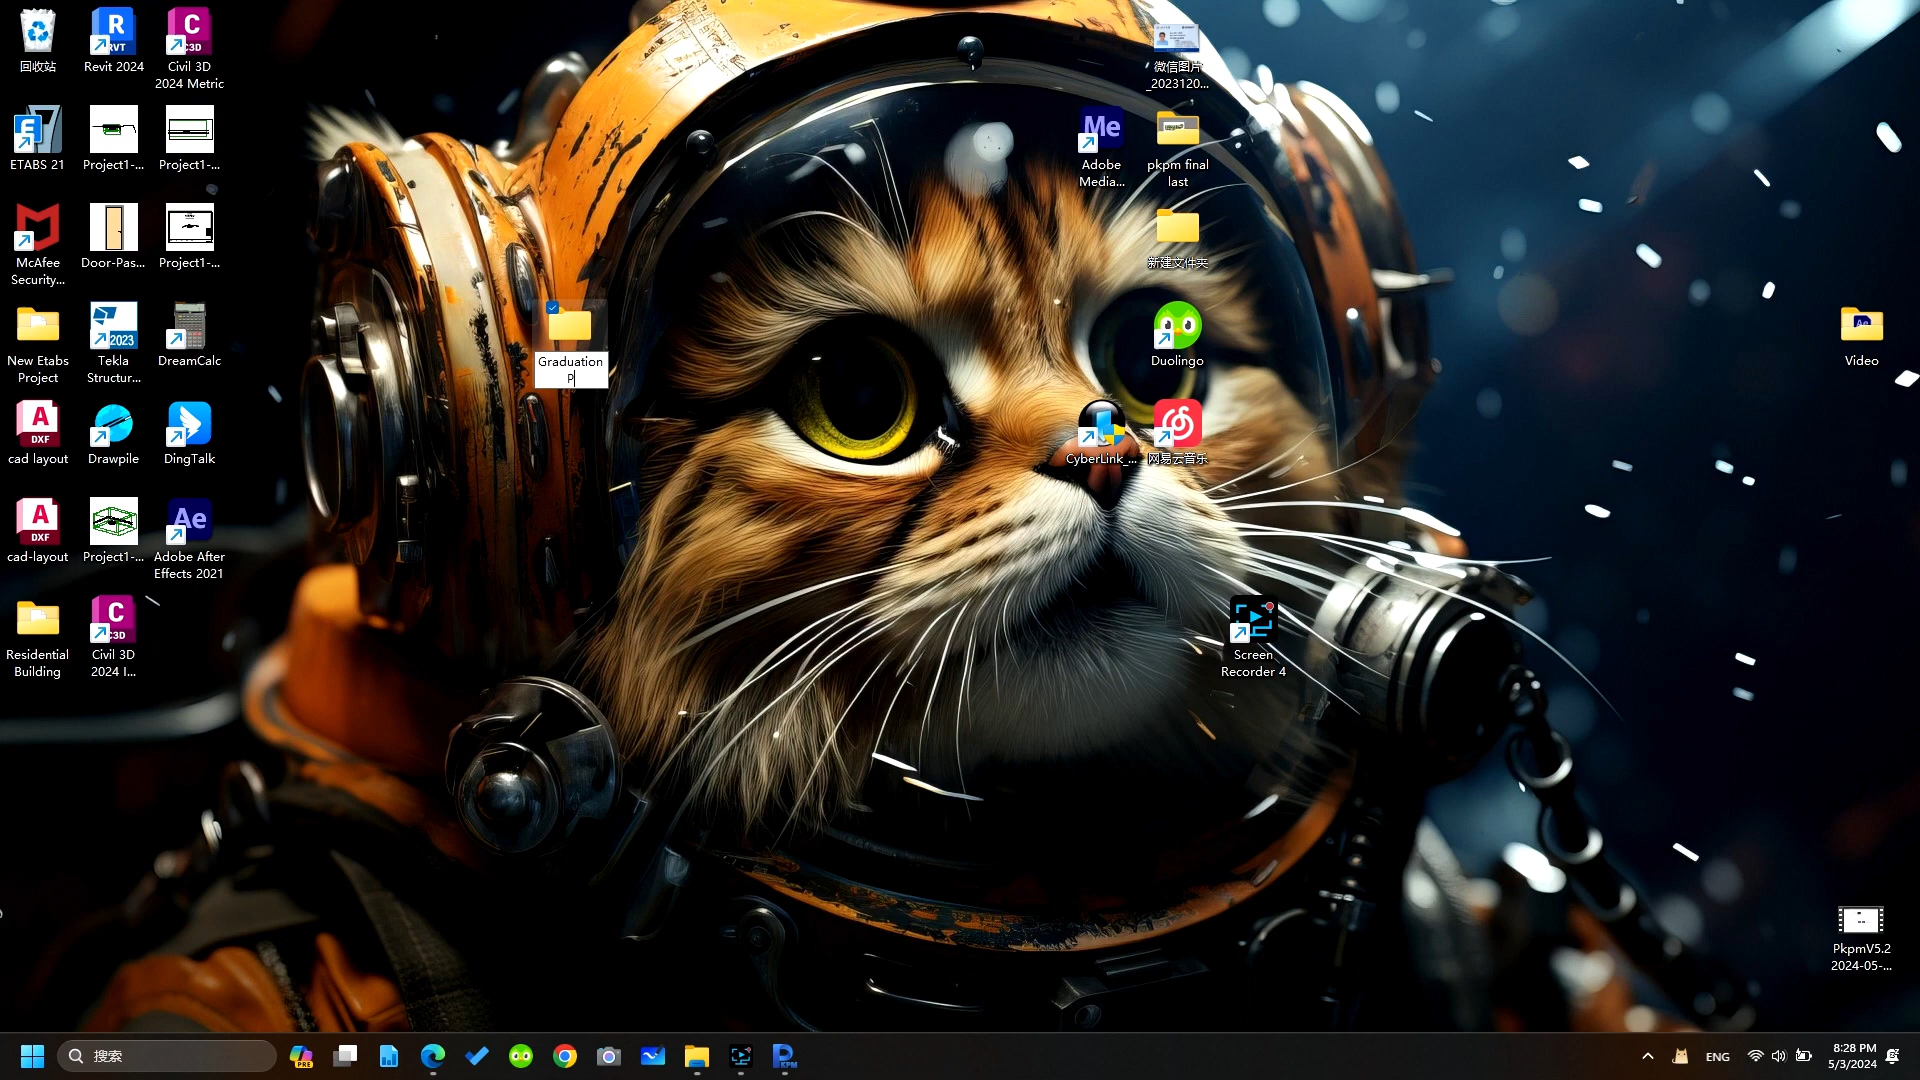 回收站
Revit 2024
Civil 3D
2024 Metric
ETABS 21
Project1-...
Project1-...
McAfee
Security...
Door-Pas...
Project1-...
New Etabs
Project
Tekla
Structur...
DreamCalc
cad layout
Drawpile
DingTalk
cad-layout
Project1-...
Adobe After
Effects 2021
Residential
Building
Civil 3D
2024 I...
Graduation
P
微信图片
_2023120...
Adobe
Media...
pkpm final
last
新建文件夹
Duolingo
CyberLink_...
网易云音乐
Screen
Recorder 4
Video
PkpmV5.2
2024-05-...
搜索
ENG
8:28 PM
5/3/2024